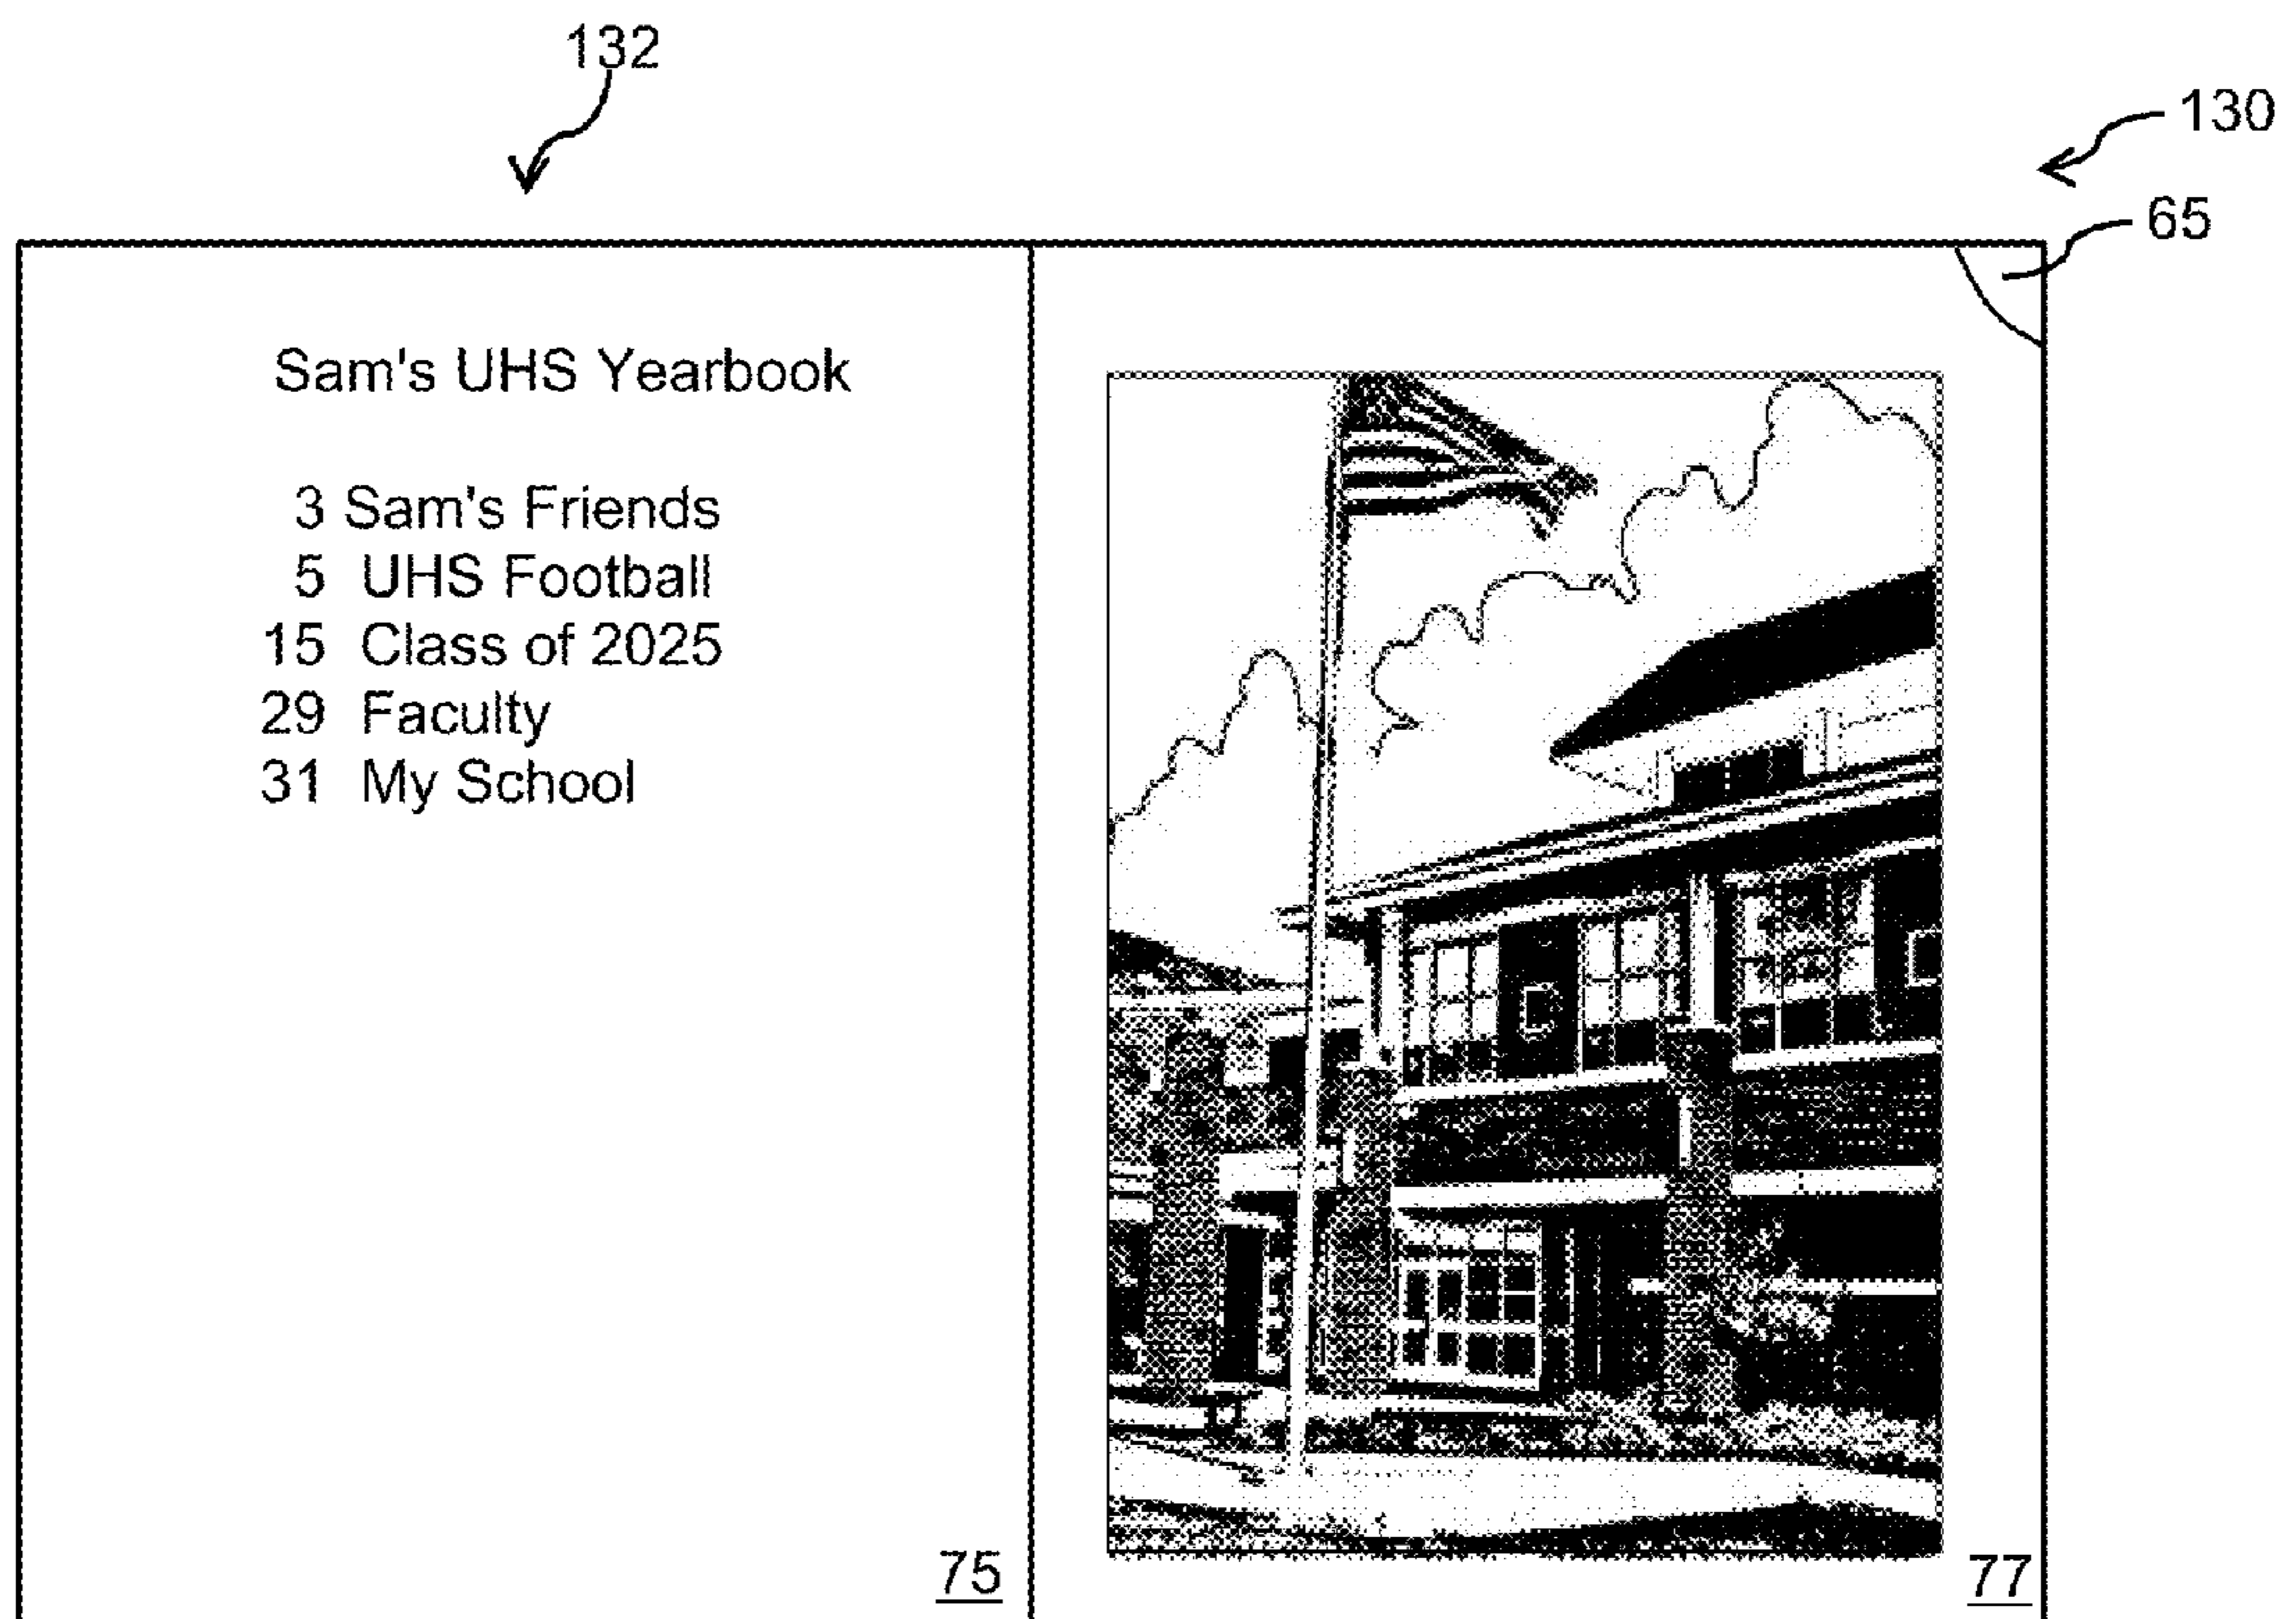 132
130
65
Sam's UHS Yearbook
3 Sam's Friends
5 UHS Football
15 Class of 2025
29 Faculty
31 My School
75
77